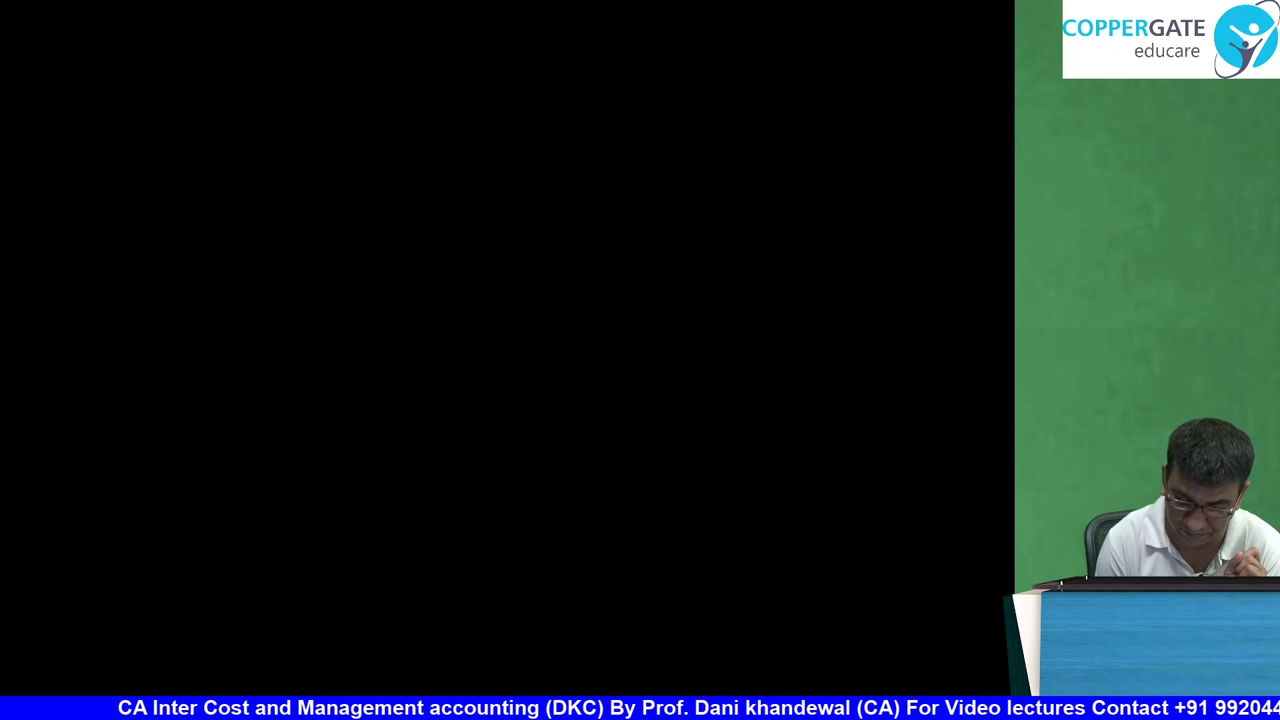 COPPERGATE
educare
CA Inter Cost and Management accounting (DKC) By Prof. Dani khandewal (CA) For Video lectures Contact +91 992044